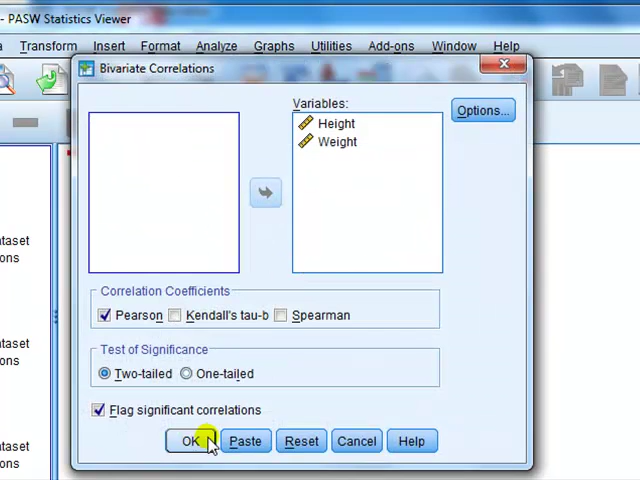 - PASW Statistics Viewer
Transform Insert Format Analyze Graphs Utilities Add-ons Window Help
Bivariate Correlations
Variables:
Height
Weight
Options...
Correlation Coefficients
Pearson Kendall's tau-b Spearman
Test of Significance
Two-tailed One-tailed
Flag significant correlations
OK Paste Reset Cancel Help
ataset
ons
ataset
ons
ataset
ons